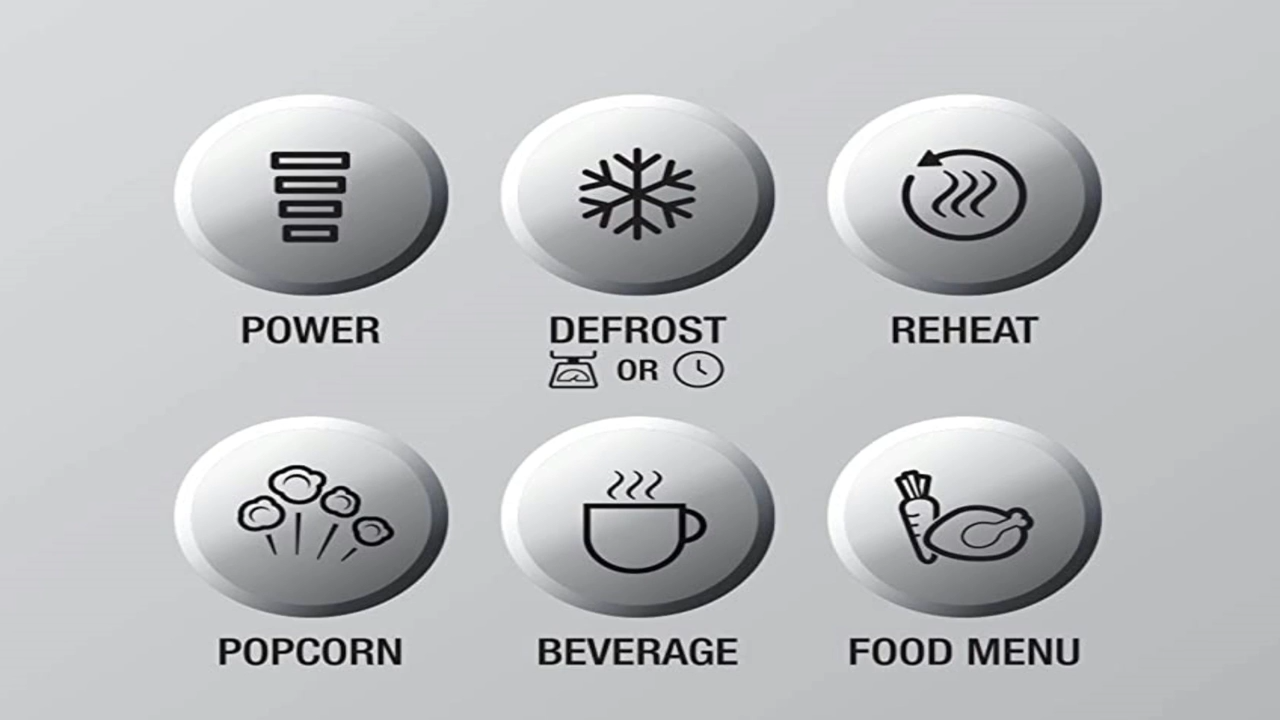 POWER
DEFROST
OR
REHEAT
POPCORN
BEVERAGE
FOOD MENU